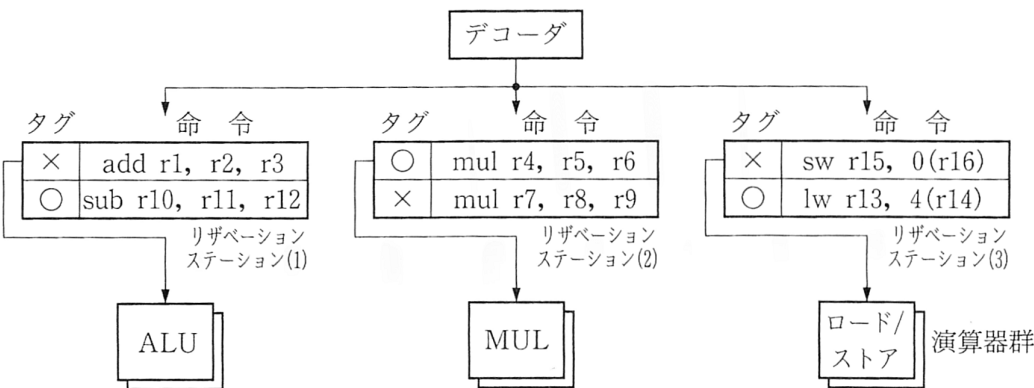 デコーダ
タグ 命 令
× add r1, r2, r3
○ sub r10, r11, r12
リザベーション
ステーション(1)
ALU
タグ 命 令
○ mul r4, r5, r6
× mul r7, r8, r9
リザベーション
ステーション(2)
MUL
タグ 命 令
× sw r15, 0(r16)
○ lw r13, 4(r14)
リザベーション
ステーション(3)
ロード/
ストア
演算器群